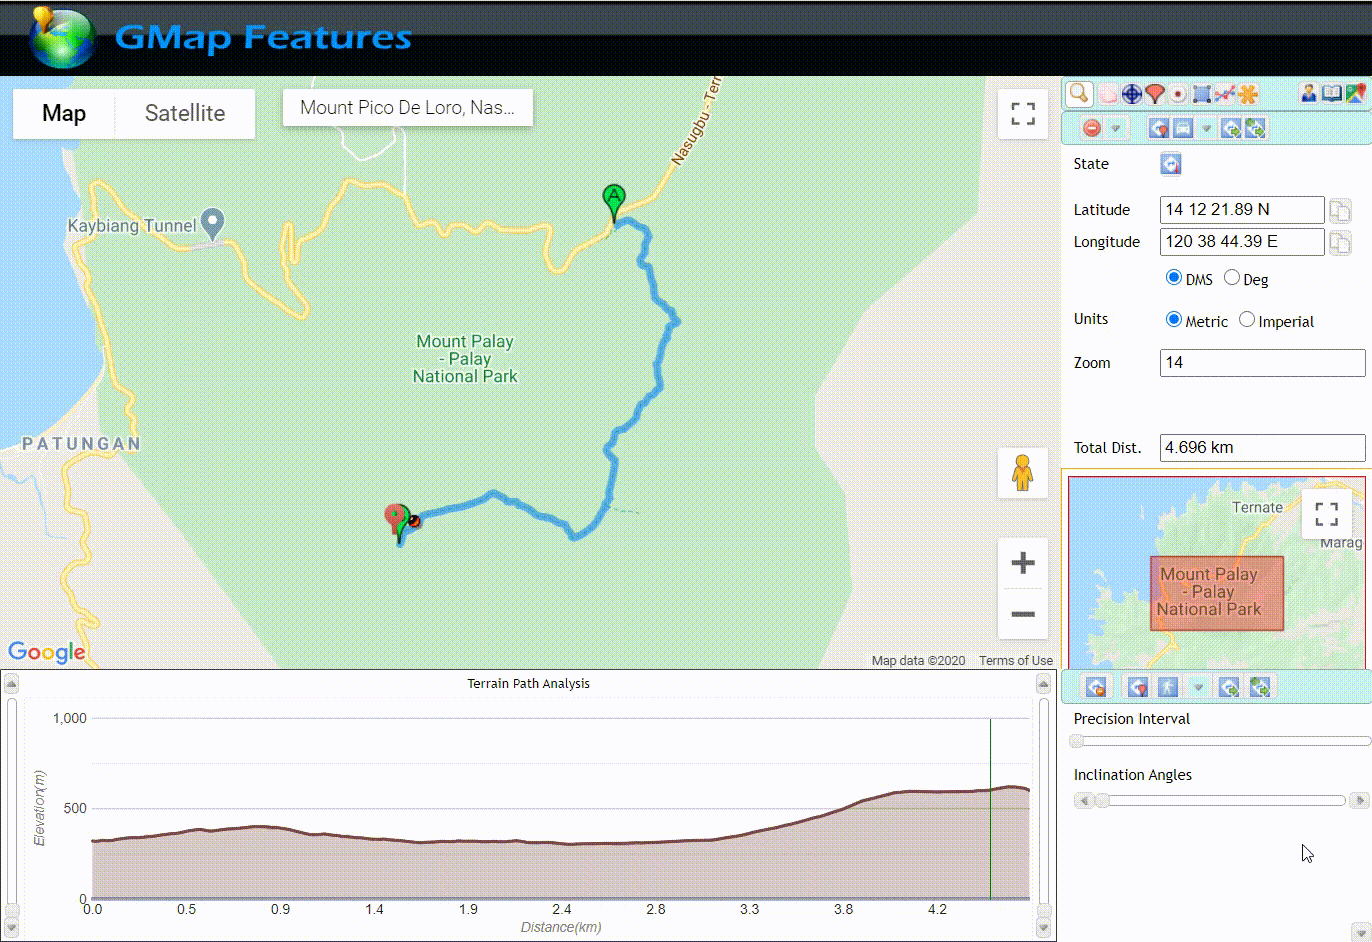 GMap Features
Map
Satellite
Mount Pico De Loro, Nas...
Nasugbu - Tern
A
Kaybiang Tunnel
Mount Palay
- Palay
National Park
PATUNGAN
Google
Map data ©2020
Terms of Use
State
Latitude
14 12 21.89 N
Longitude
120 38 44.39 E
DMS
Deg
Units
Metric
Imperial
Zoom
14
Total Dist.
4.696 km
Ternate
Marag
Mount Palay
- Palay
National Park
Terrain Path Analysis
Elevation(m)
1,000
500
0
0.0
0.5
0.9
1.4
1.9
2.4
2.8
3.3
3.8
4.2
Distance(km)
Precision Interval
Inclination Angles